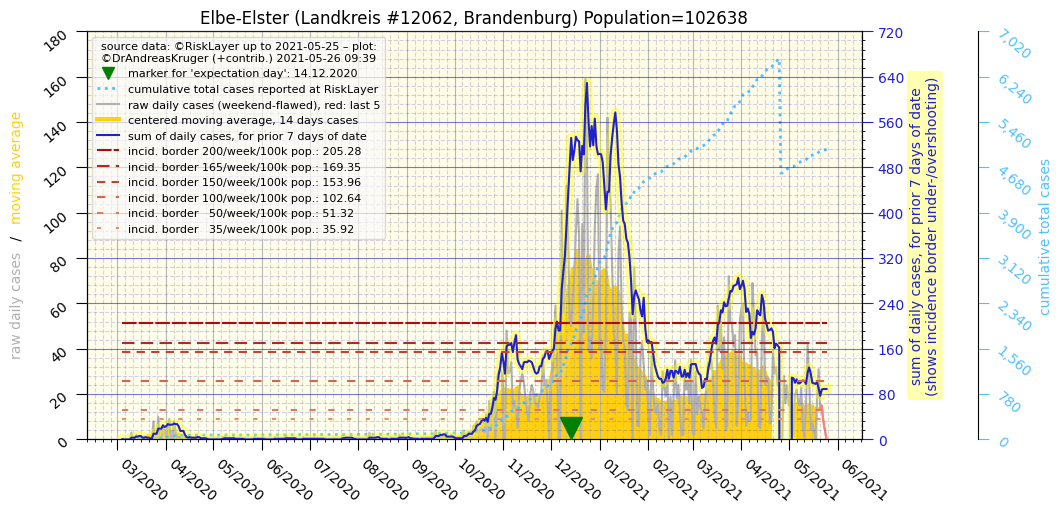 Elbe-Elster (Landkreis #12062, Brandenburg) Population=102638
source data: ©RiskLayer up to 2021-05-25 – plot:
©DrAndreasKruger (+contrib.) 2021-05-26 09:39
marker for 'expectation day': 14.12.2020
cumulative total cases reported at RiskLayer
raw daily cases (weekend-flawed), red: last 5
centered moving average, 14 days cases
sum of daily cases, for prior 7 days of date
incid. border 200/week/100k pop.: 205.28
incid. border 165/week/100k pop.: 169.35
incid. border 150/week/100k pop.: 153.96
incid. border 100/week/100k pop.: 102.64
incid. border   50/week/100k pop.: 51.32
incid. border   35/week/100k pop.: 35.92
raw daily cases / moving average
180
160
140
120
100
80
60
40
20
0
03/2020
04/2020
05/2020
06/2020
07/2020
08/2020
09/2020
10/2020
11/2020
12/2020
01/2021
02/2021
03/2021
04/2021
05/2021
06/2021
720
640
560
480
400
320
240
160
80
0
sum of daily cases, for prior 7 days of date
(shows incidence border under-/overshooting)
7,020
6,240
5,460
4,680
3,900
3,120
2,340
1,560
780
0
cumulative total cases